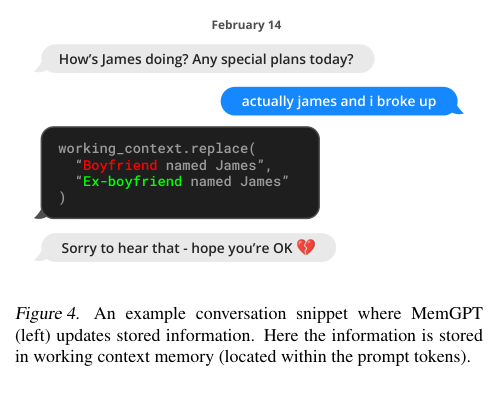 February 14
How’s James doing? Any special plans today?
actually james and i broke up
working_context.replace(
“Boyfriend named James”,
“Ex-boyfriend named James”
)
Sorry to hear that - hope you’re OK 💔
Figure 4. An example conversation snippet where MemGPT
(left) updates stored information. Here the information is stored
in working context memory (located within the prompt tokens).